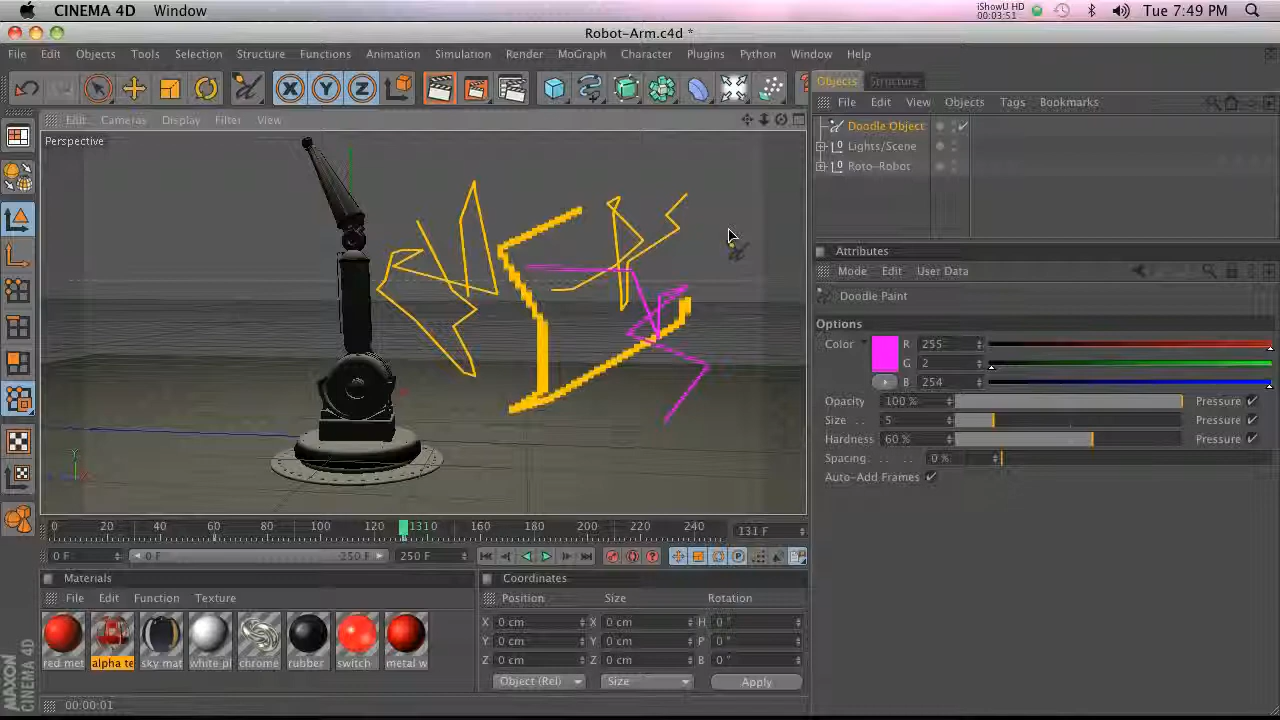 CINEMA 4D Window iShowU HD 00:03:51 Tue 7:49 PM
Robot-Arm.c4d *
File Edit Objects Tools Selection Structure Functions Animation Simulation Render MoGraph Character Plugins Python Window Help
X Y Z
Objects Structure
File Edit View Objects Tags Bookmarks
Edit Cameras Display Filter View
Perspective
Doodle Object
Lights/Scene
Roto-Robot
Attributes
Mode Edit User Data
Doodle Paint
Options
Color R 255
G 2
B 254
Opacity 100 % Pressure
Size . . 5 Pressure
Hardness 60 % Pressure
Spacing. . . . . 0 %
Auto-Add Frames
Y
X
0 20 40 60 80 100 120 131 0 160 180 200 220 240 131 F
0 F 0 F 250 F 250 F
Materials
File Edit Function Texture
red met alpha te sky mat white pl chrome rubber switch metal w
Coordinates
Position Size Rotation
X 0 cm X 0 cm H 0 °
Y 0 cm Y 0 cm P 0 °
Z 0 cm Z 0 cm B 0 °
Object (Rel) Size Apply
MAXON
CINEMA 4D
00:00:01